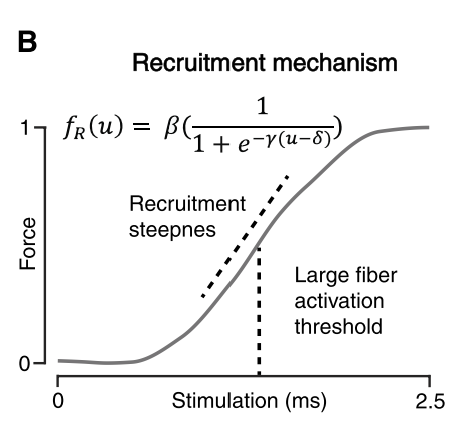 B
Recruitment mechanism
f_R(u) = β(1/(1 + e^{−γ(u−δ)}))
1
Recruitment
steepnes
Force
Large fiber
activation
threshold
0
0
Stimulation (ms)
2.5